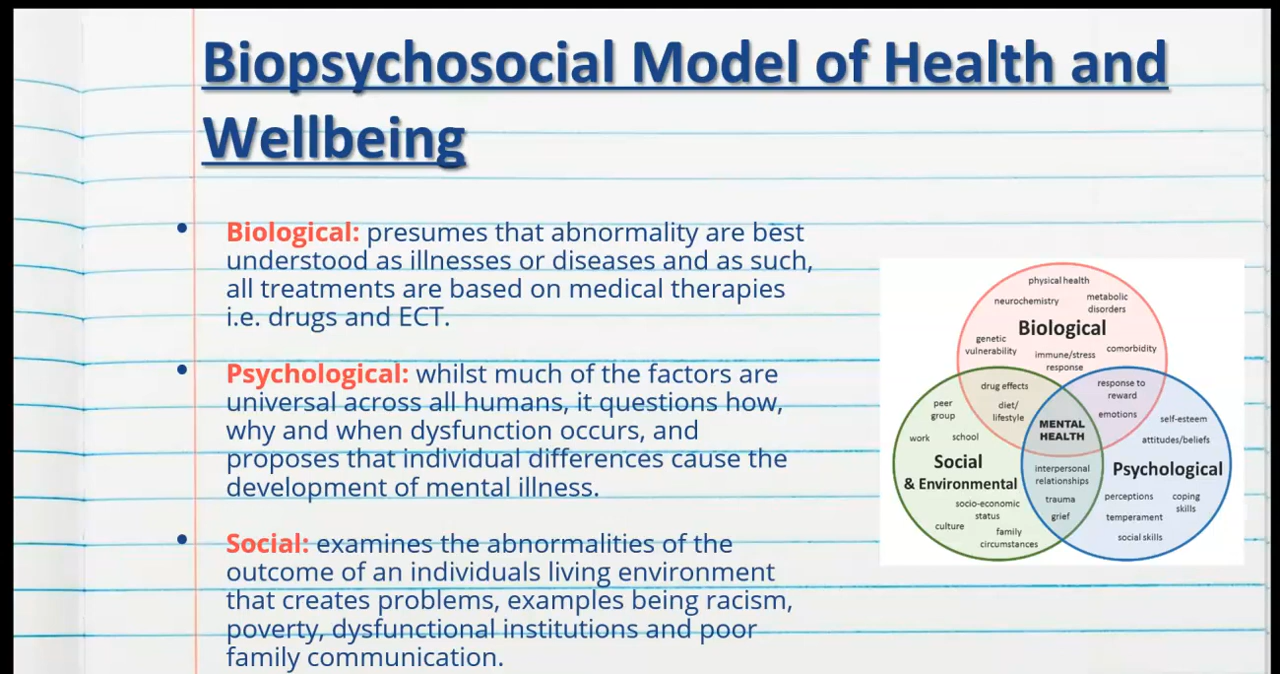 Biopsychosocial Model of Health and
Wellbeing
• Biological: presumes that abnormality are best
understood as illnesses or diseases and as such,
all treatments are based on medical therapies
i.e. drugs and ECT.
• Psychological: whilst much of the factors are
universal across all humans, it questions how,
why and when dysfunction occurs, and
proposes that individual differences cause the
development of mental illness.
• Social: examines the abnormalities of the
outcome of an individuals living environment
that creates problems, examples being racism,
poverty, dysfunctional institutions and poor
family communication.
physical health
neurochemistry
metabolic
disorders
Biological
genetic
vulnerability
immune/stress
response
comorbidity
drug effects
diet/
lifestyle
response to
reward
emotions
MENTAL
HEALTH
peer
group
work
school
Social
& Environmental
socio-economic
status
culture
family
circumstances
interpersonal
relationships
trauma
grief
self-esteem
attitudes/beliefs
Psychological
perceptions
coping
skills
temperament
social skills